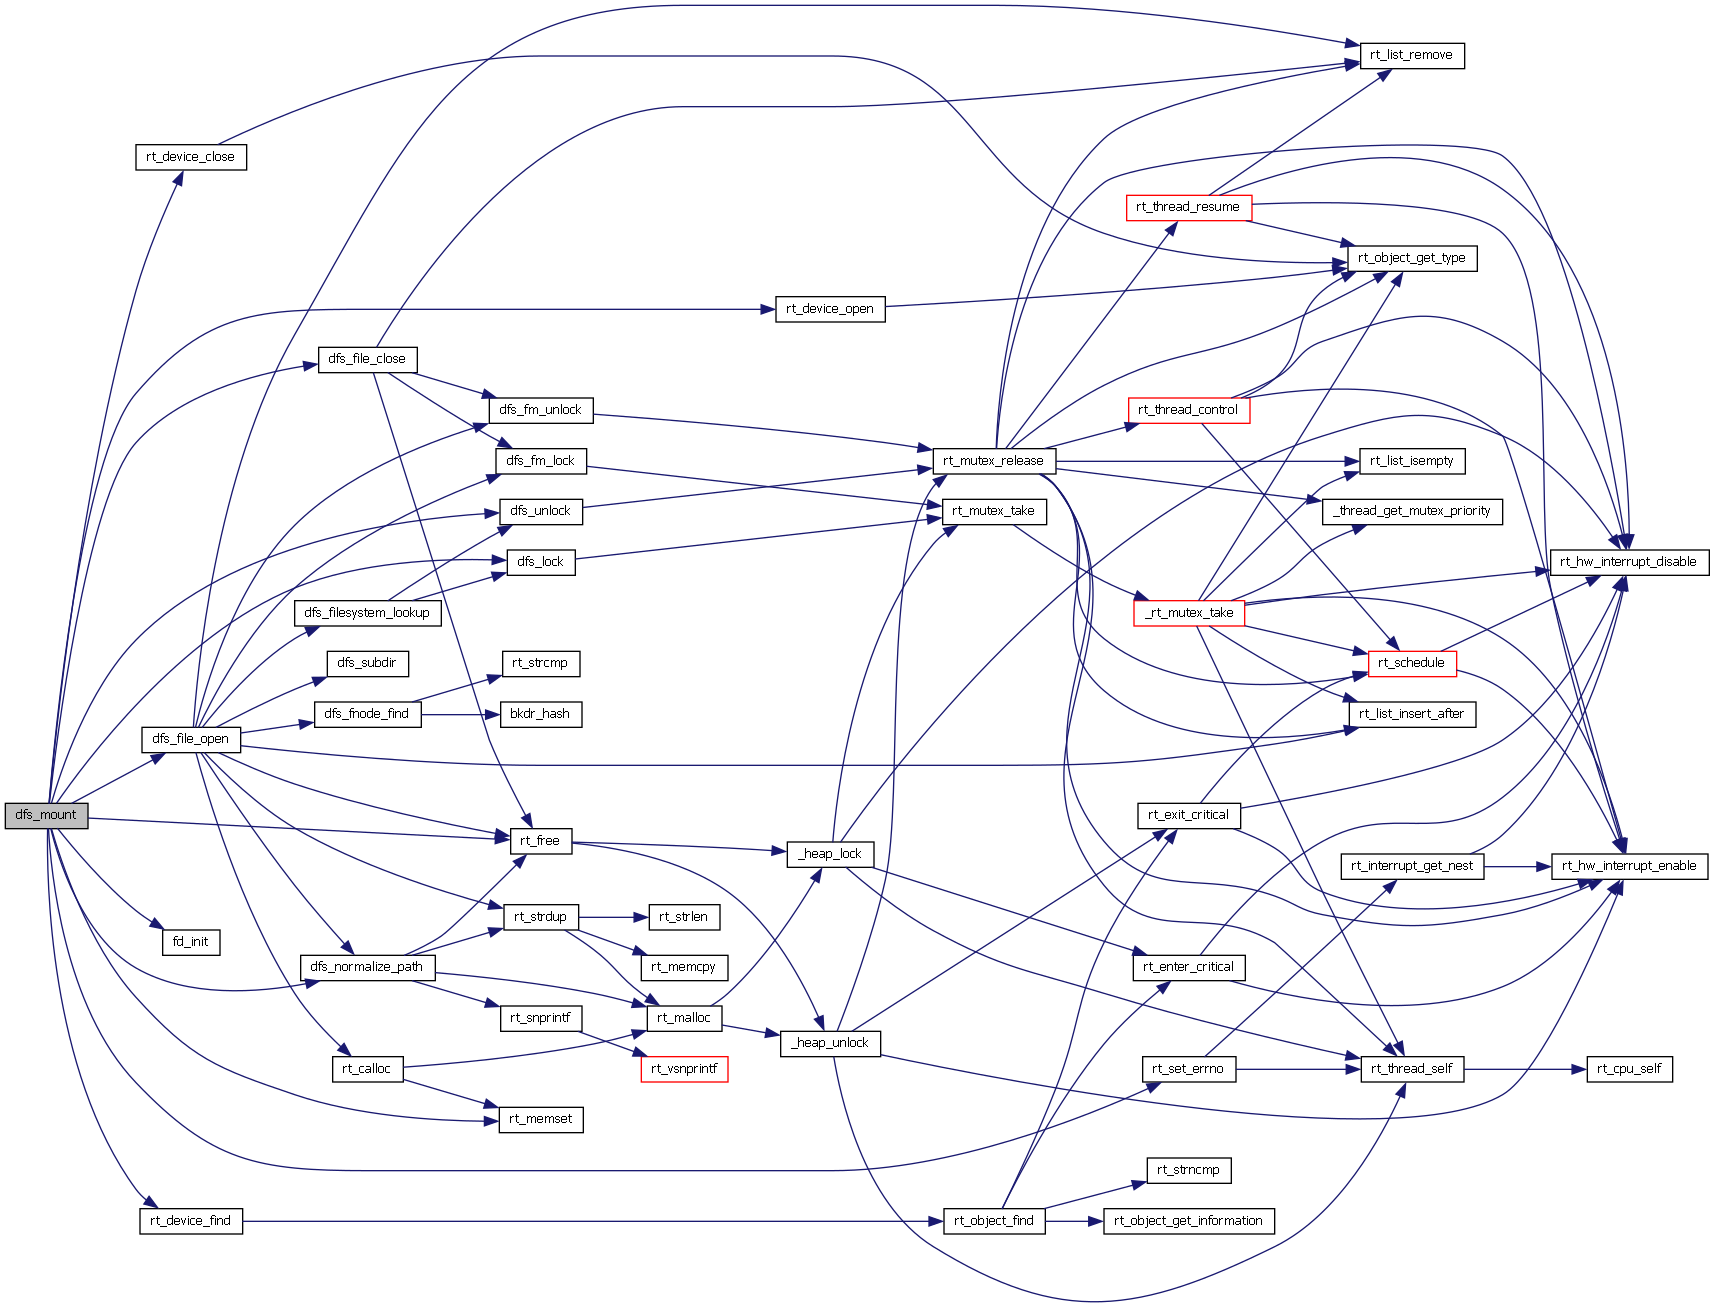 rt_list_remove
rt_device_close
rt_thread_resume
rt_object_get_type
rt_device_open
dfs_file_close
dfs_fm_unlock
rt_thread_control
dfs_fm_lock
rt_mutex_release
rt_list_isempty
dfs_unlock
rt_mutex_take
_thread_get_mutex_priority
dfs_lock
rt_hw_interrupt_disable
dfs_filesystem_lookup
_rt_mutex_take
dfs_subdir
rt_strcmp
rt_schedule
dfs_fnode_find
bkdr_hash
rt_list_insert_after
dfs_file_open
dfs_mount
rt_exit_critical
rt_free
_heap_lock
rt_interrupt_get_nest
rt_hw_interrupt_enable
rt_strdup
rt_strlen
fd_init
dfs_normalize_path
rt_memcpy
rt_enter_critical
rt_snprintf
rt_malloc
_heap_unlock
rt_calloc
rt_vsnprintf
rt_set_errno
rt_thread_self
rt_cpu_self
rt_memset
rt_strncmp
rt_device_find
rt_object_find
rt_object_get_information